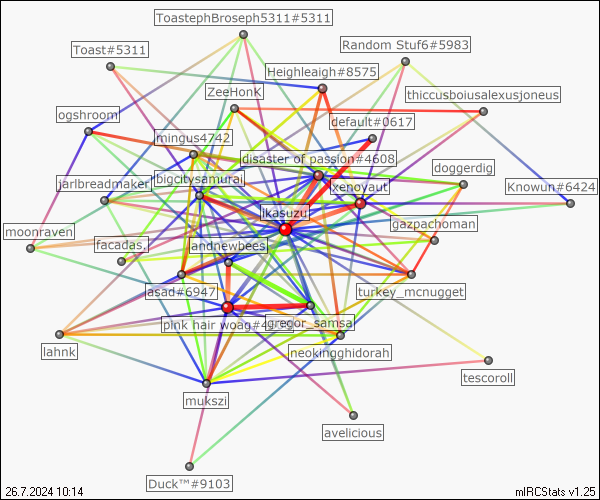 ToastephBroseph5311#5311
Random Stuf6#5983
Toast#5311
Heighleaigh#8575
ZeeHonK
thiccusboiusalexusjoneus
ogshroom
default#0617
mingus4742
disaster of passion#4608
doggerdig
bigcitysamurai
xenoyaut
jarlbreadmaker
Knowun#6424
ikasuzu
gazpachoman
moonraven
facadas.
andnewbees
asad#6947
turkey_mcnugget
pink hair woag#4
gregor_samsa
lahnk
neokingghidorah
tescoroll
mukszi
avelicious
Duck™#9103
26.7.2024 10:14
mIRCStats v1.25